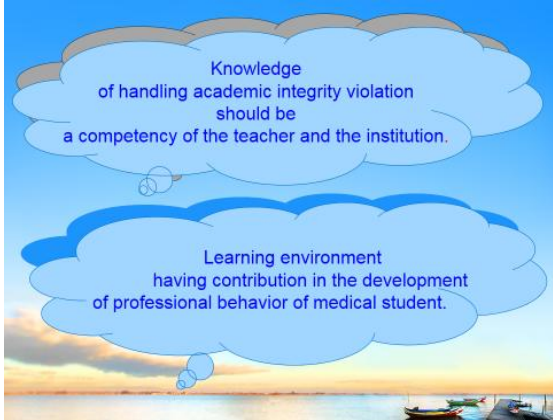 Knowledge
of handling academic integrity violation
should be
a competency of the teacher and the institution.
Learning environment
having contribution in the development
of professional behavior of medical student.